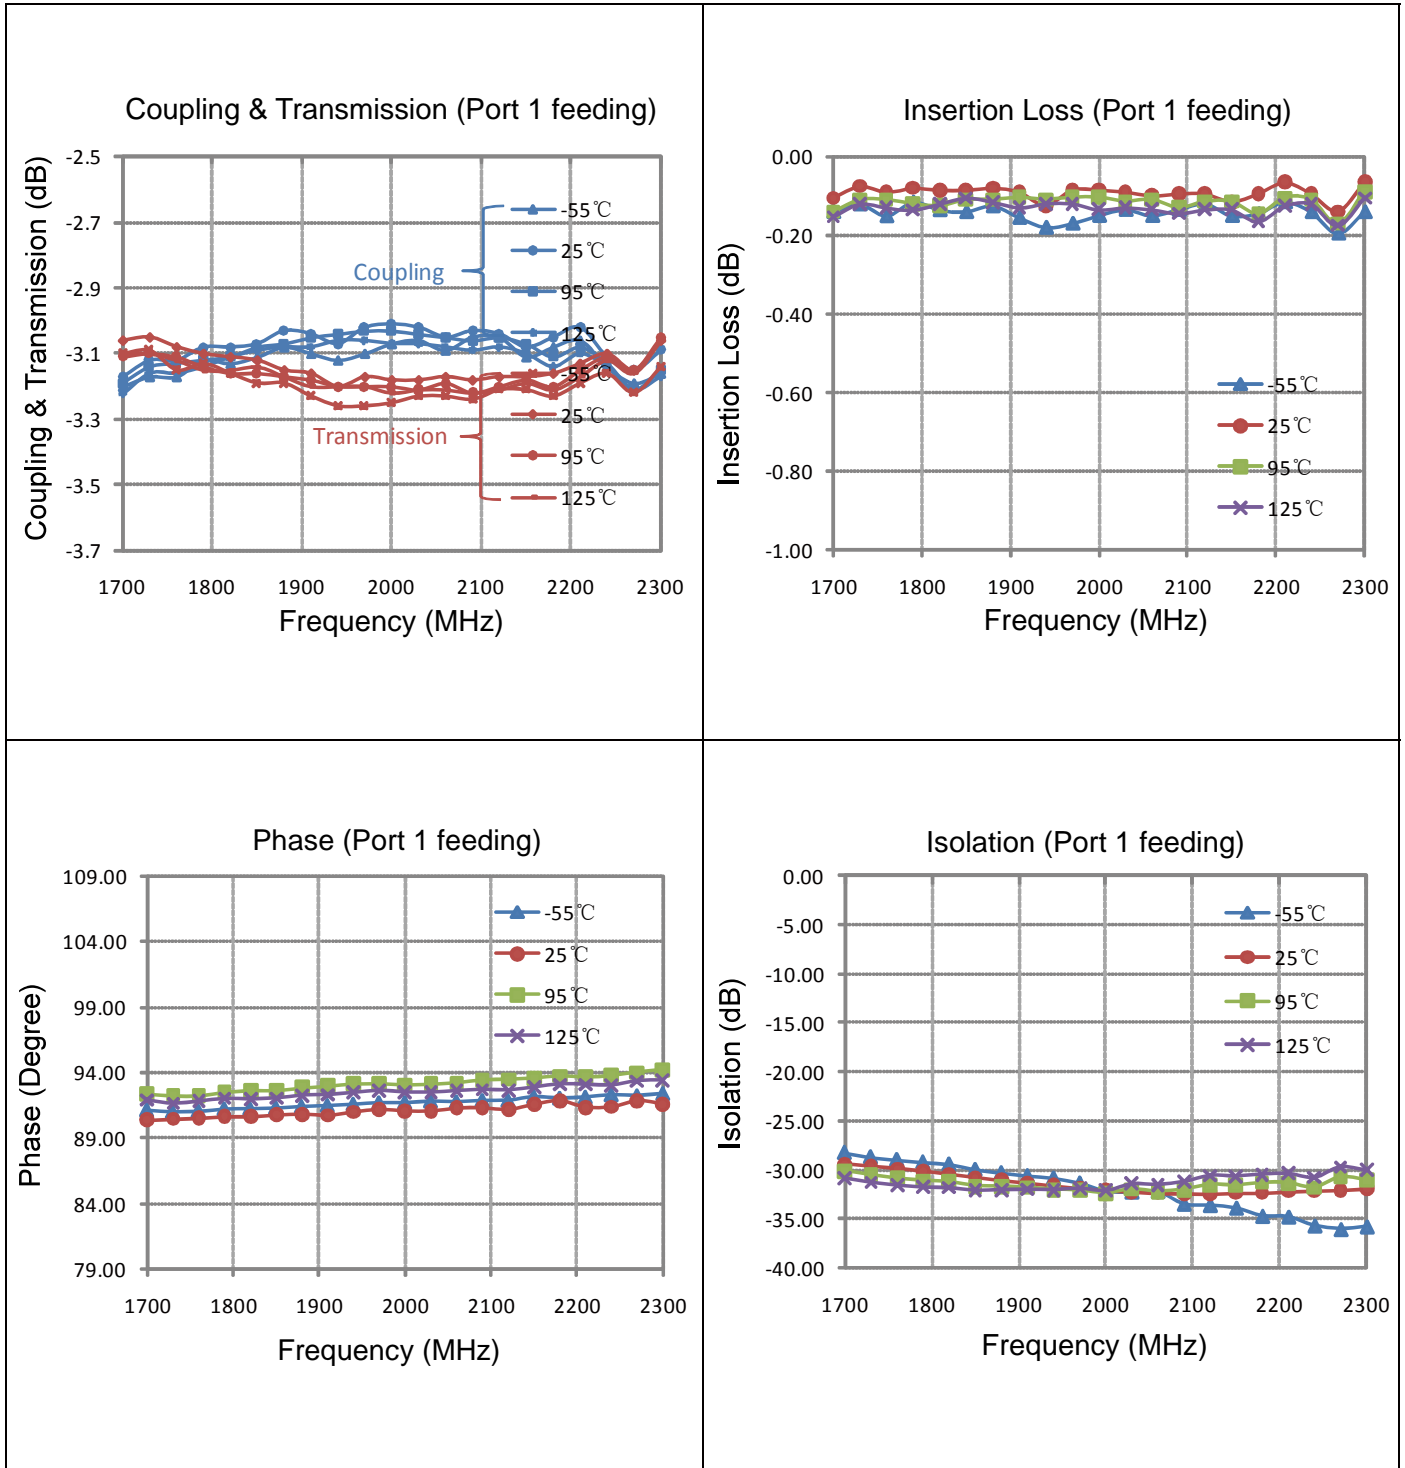 Coupling & Transmission (Port 1 feeding)
Coupling & Transmission (dB)
-2.5
-2.7
-2.9
-3.1
-3.3
-3.5
-3.7
-55℃
25℃
Coupling
95℃
125℃
-55℃
25℃
Transmission
95℃
125℃
1700 1800 1900 2000 2100 2200 2300
Frequency (MHz)
Insertion Loss (Port 1 feeding)
Insertion Loss (dB)
0.00
-0.20
-0.40
-0.60
-0.80
-1.00
-55℃
25℃
95℃
125℃
1700 1800 1900 2000 2100 2200 2300
Frequency (MHz)
Phase (Port 1 feeding)
Phase (Degree)
109.00
104.00
99.00
94.00
89.00
84.00
79.00
-55℃
25℃
95℃
125℃
1700 1800 1900 2000 2100 2200 2300
Frequency (MHz)
Isolation (Port 1 feeding)
Isolation (dB)
0.00
-5.00
-10.00
-15.00
-20.00
-25.00
-30.00
-35.00
-40.00
-55℃
25℃
95℃
125℃
1700 1800 1900 2000 2100 2200 2300
Frequency (MHz)